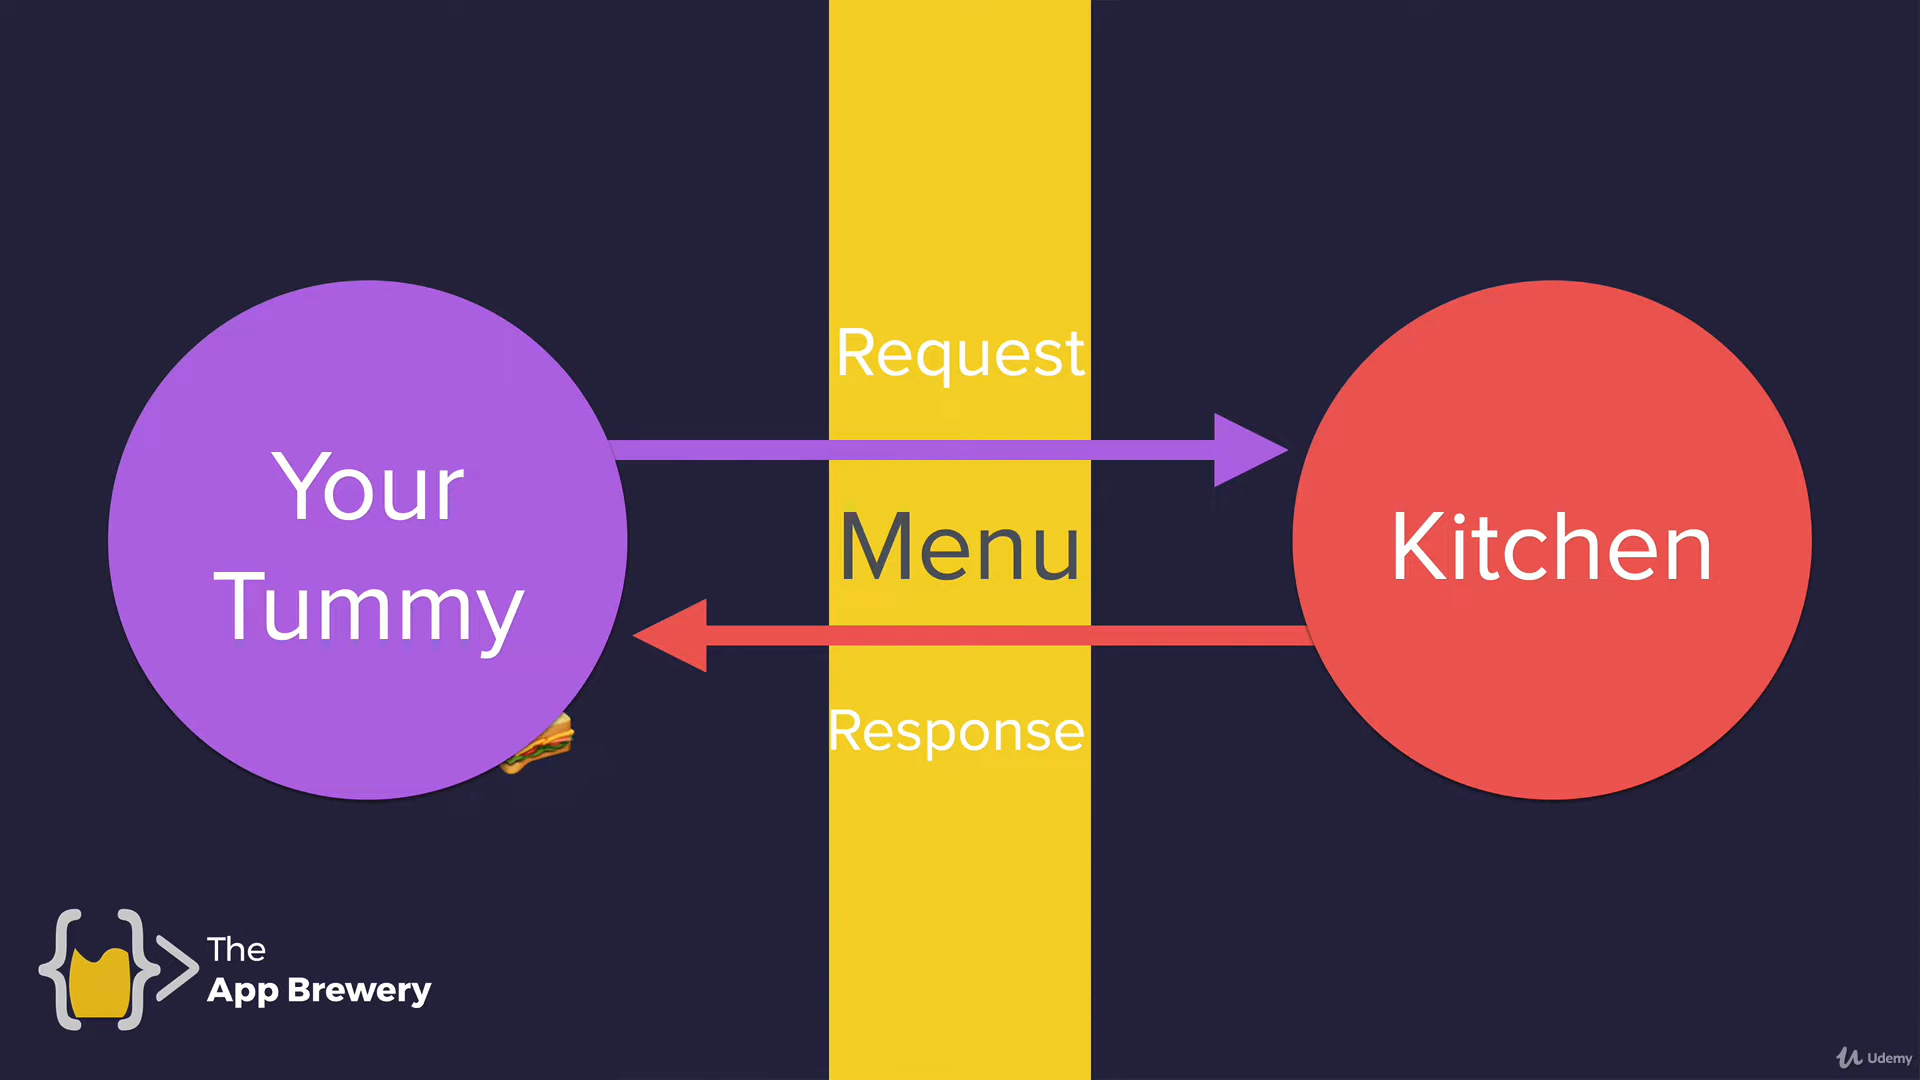 Request
Your
Tummy
Menu
Kitchen
Response
The
App Brewery
Udemy